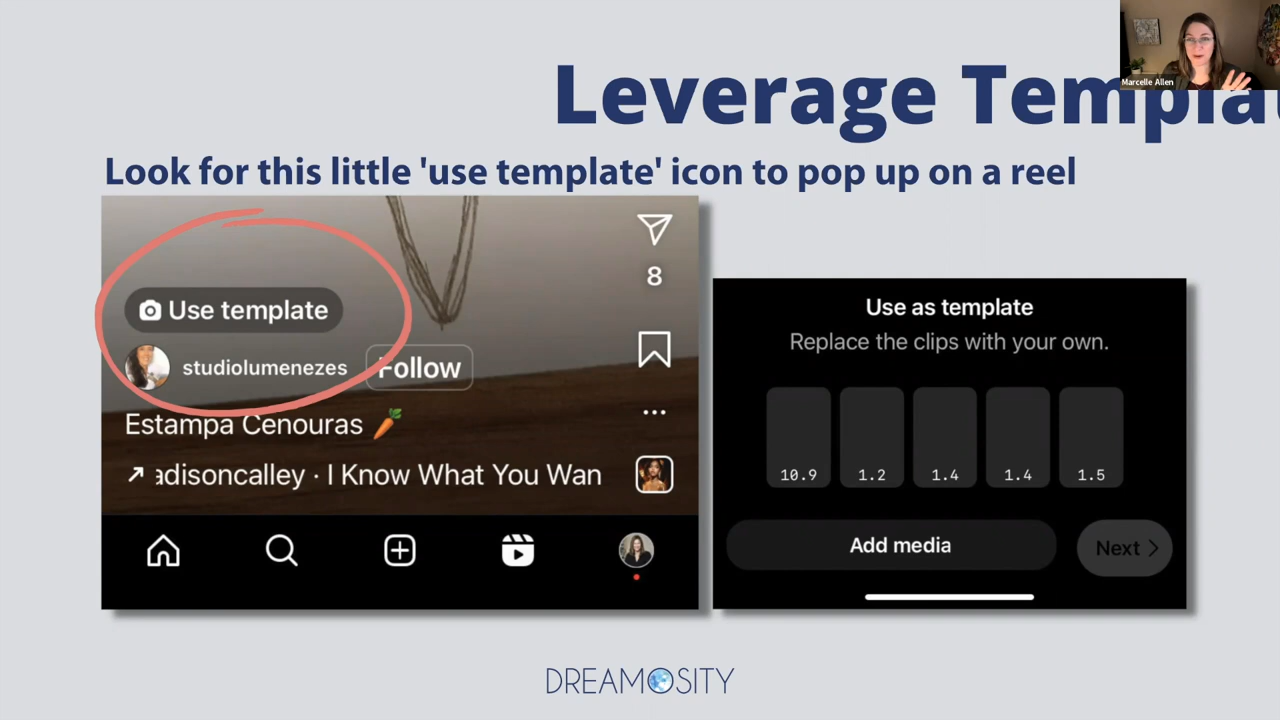 Marcelle Allen
Leverage Templa
Look for this little 'use template' icon to pop up on a reel
8
Use template
studiolumenezes
Follow
Estampa Cenouras 🥕
adisoncalley · I Know What You Wan
Use as template
Replace the clips with your own.
10.9 1.2 1.4 1.4 1.5
Add media
Next
DREAMOSITY